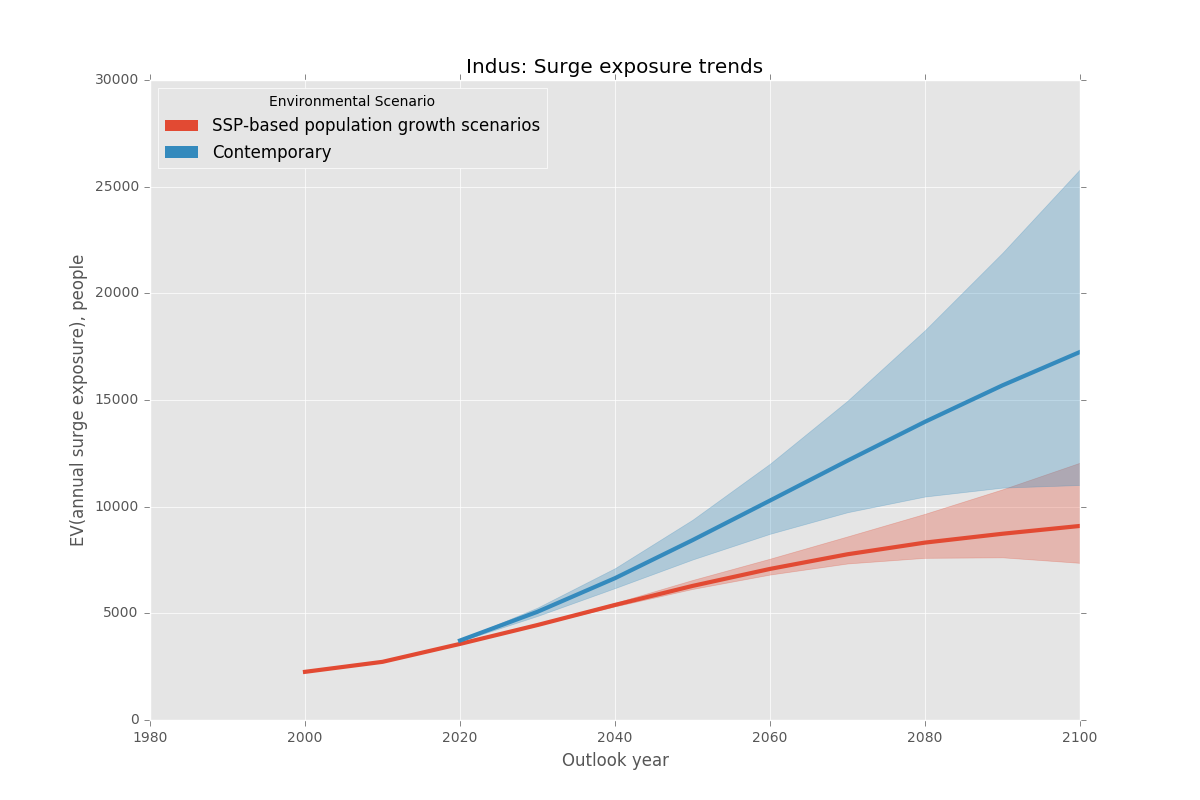 Indus: Surge exposure trends
Environmental Scenario
SSP-based population growth scenarios
Contemporary
EV(annual surge exposure), people
30000
25000
20000
15000
10000
5000
0
1980 2000 2020 2040 2060 2080 2100
Outlook year